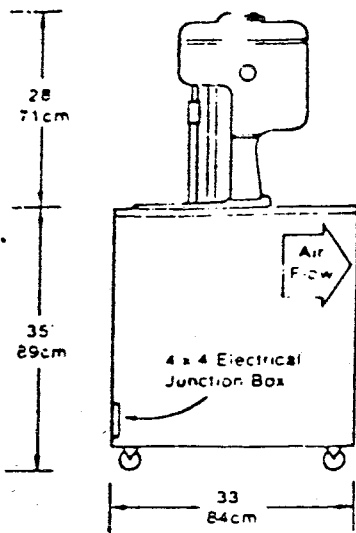 28
71cm
Air
Flow
35
89cm
4 x 4 Electrical
Junction Box
33
84cm